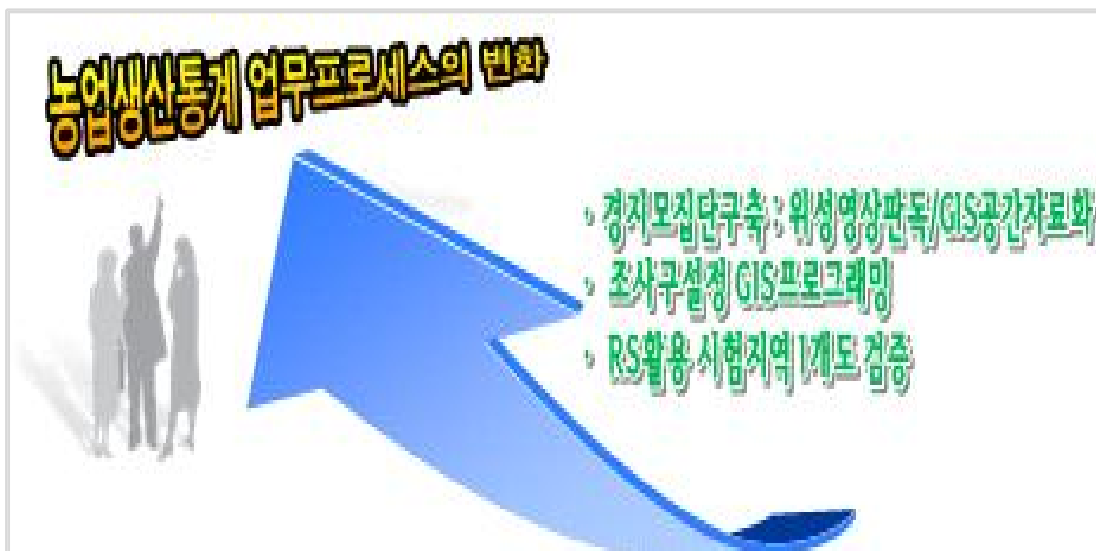 농업생산통계 업무프로세스의 변화
· 경지모집단구축 : 위성영상판독/GIS공간자료화
· 조사구설정 GIS프로그래밍
· RS활용 시험지역 1개도 검증